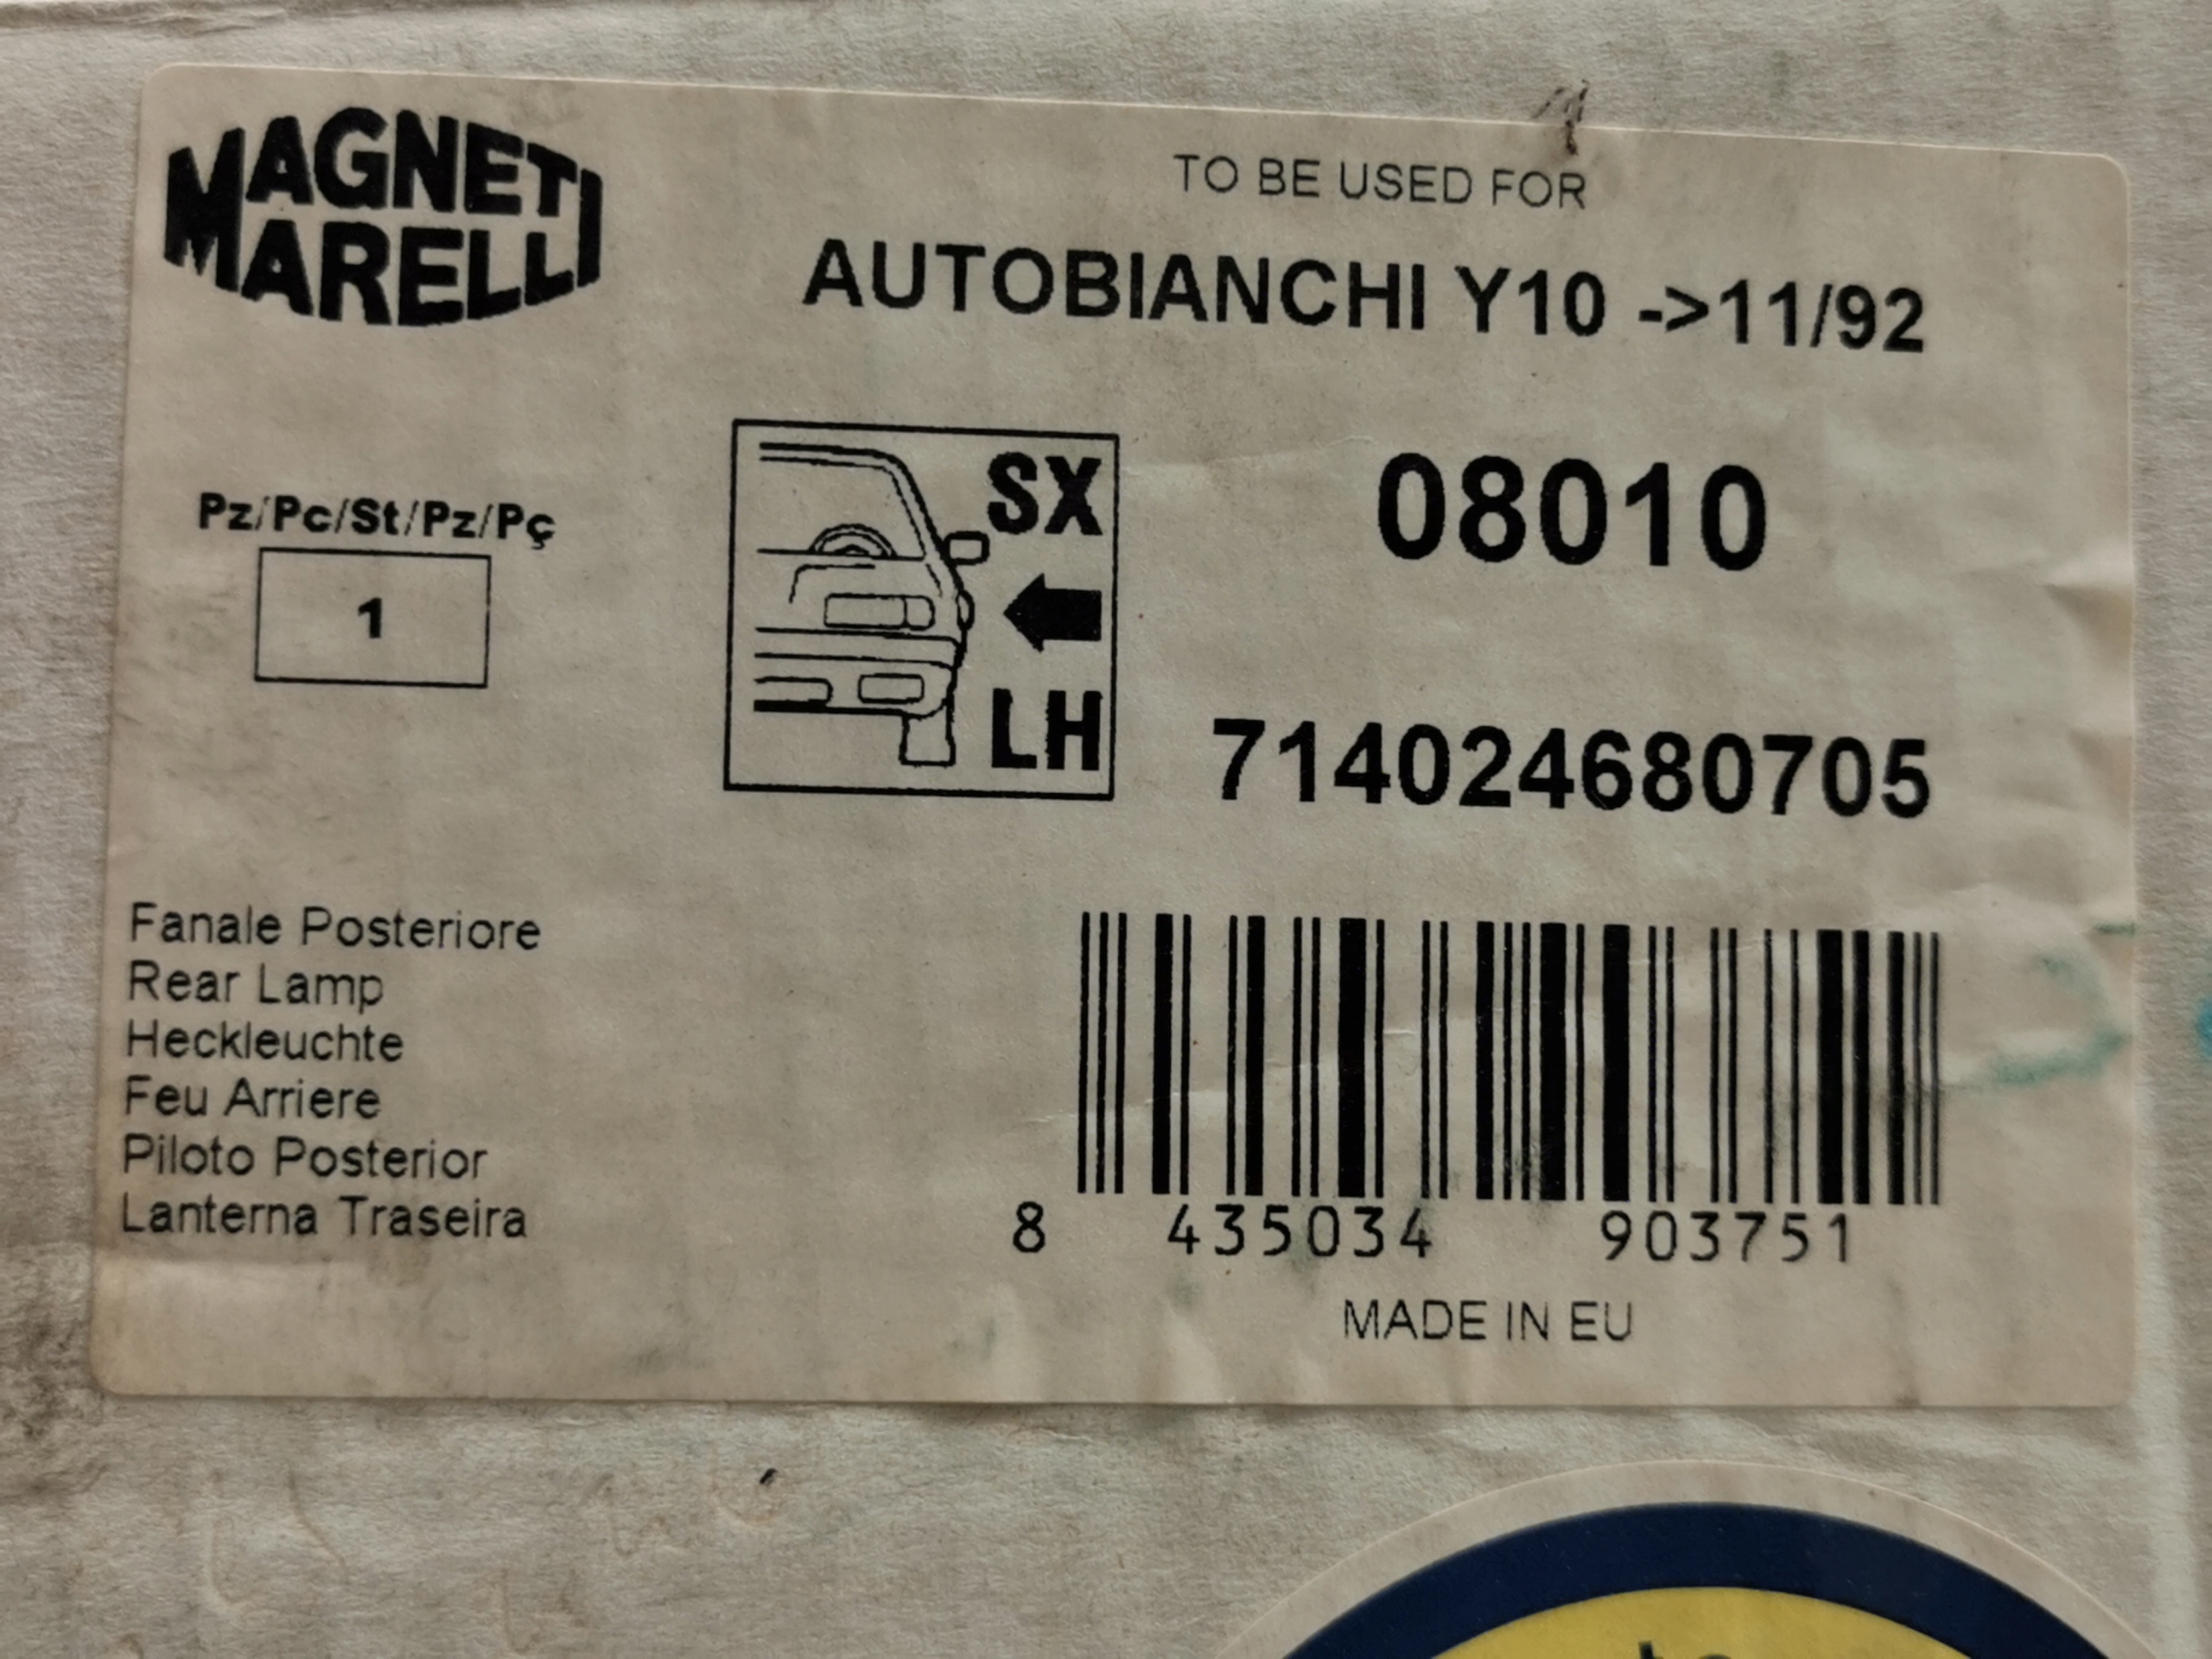 MAGNETI
MARELLI
TO BE USED FOR
AUTOBIANCHI Y10 ->11/92
Pz/Pc/St/Pz/Pç
1
SX
LH
08010
714024680705
Fanale Posteriore
Rear Lamp
Heckleuchte
Feu Arriere
Piloto Posterior
Lanterna Traseira
8 435034 903751
MADE IN EU